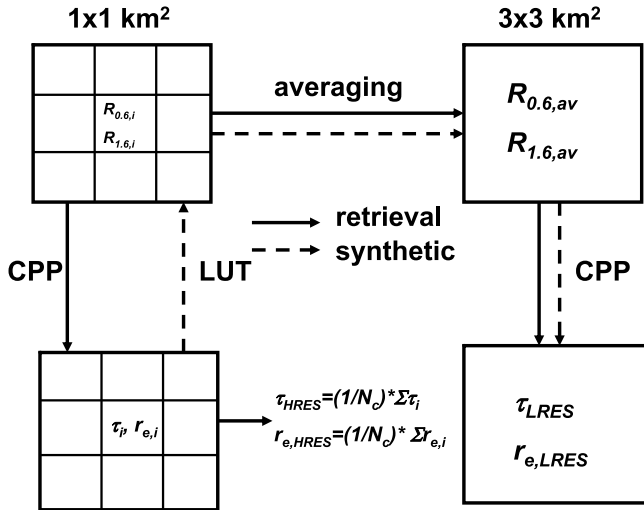 1x1 km²
3x3 km²
averaging
R0.6,i
R1.6,i
R0.6,av
R1.6,av
retrieval
synthetic
CPP
LUT
CPP
τi, re,i
τHRES=(1/Nc)*Στi
re,HRES=(1/Nc)* Σre,i
τLRES
re,LRES